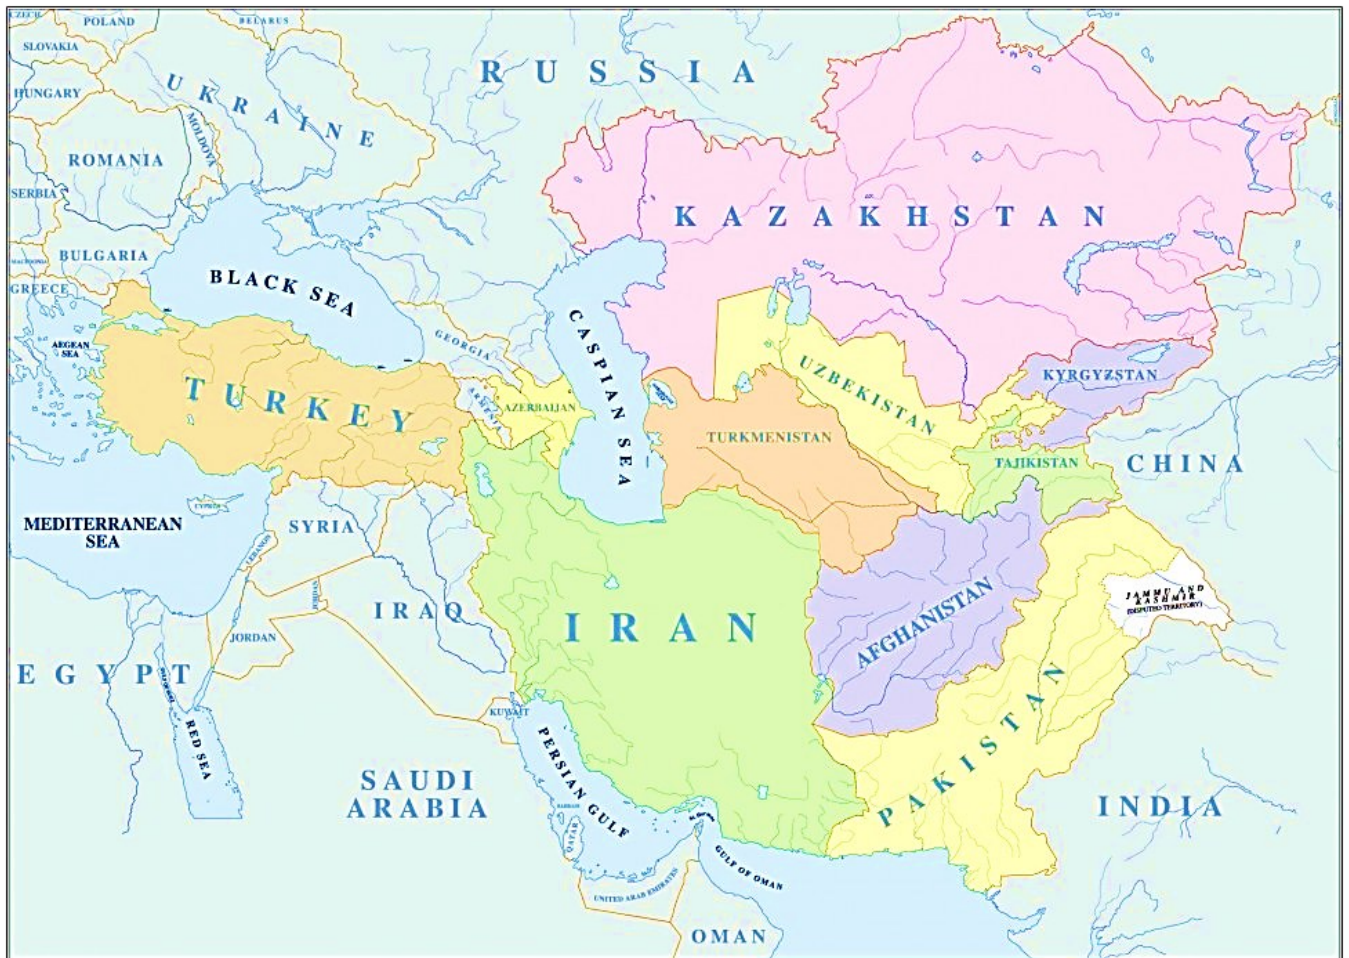 CZECH
POLAND
BELARUS
SLOVAKIA
HUNGARY
UKRAINE
RUSSIA
MOLDOVA
ROMANIA
SERBIA
KAZAKHSTAN
BULGARIA
MACEDONIA
GREECE
BLACK SEA
CASPIAN SEA
AEGEAN
SEA
GEORGIA
UZBEKISTAN
KYRGYZSTAN
TURKEY
ARMENIA
AZERBAIJAN
TURKMENISTAN
TAJIKISTAN
CHINA
CYPRUS
MEDITERRANEAN
SEA
SYRIA
LEBANON
JORDAN
IRAQ
IRAN
AFGHANISTAN
JAMMU AND
KASHMIR
(DISPUTED TERRITORY)
JORDAN
EGYPT
PAKISTAN
KUWAIT
RED SEA
PERSIAN GULF
SAUDI
ARABIA
INDIA
BAHRAIN
QATAR
GULF OF OMAN
UNITED ARAB EMIRATES
OMAN